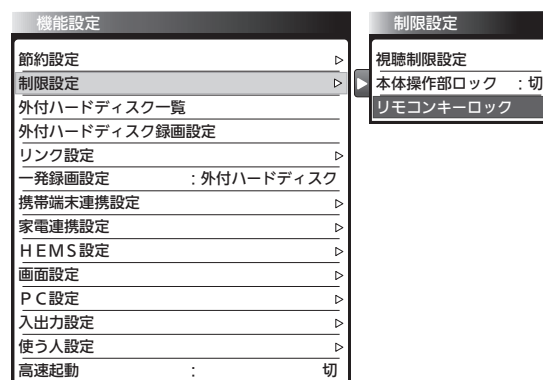 機能設定
節約設定
制限設定
外付ハードディスク一覧
外付ハードディスク録画設定
リンク設定
一発録画設定 :外付ハードディスク
携帯端末連携設定
家電連携設定
HEMS設定
画面設定
PC設定
入出力設定
使う人設定
高速起動 : 切
制限設定
視聴制限設定
本体操作部ロック :切
リモコンキーロック